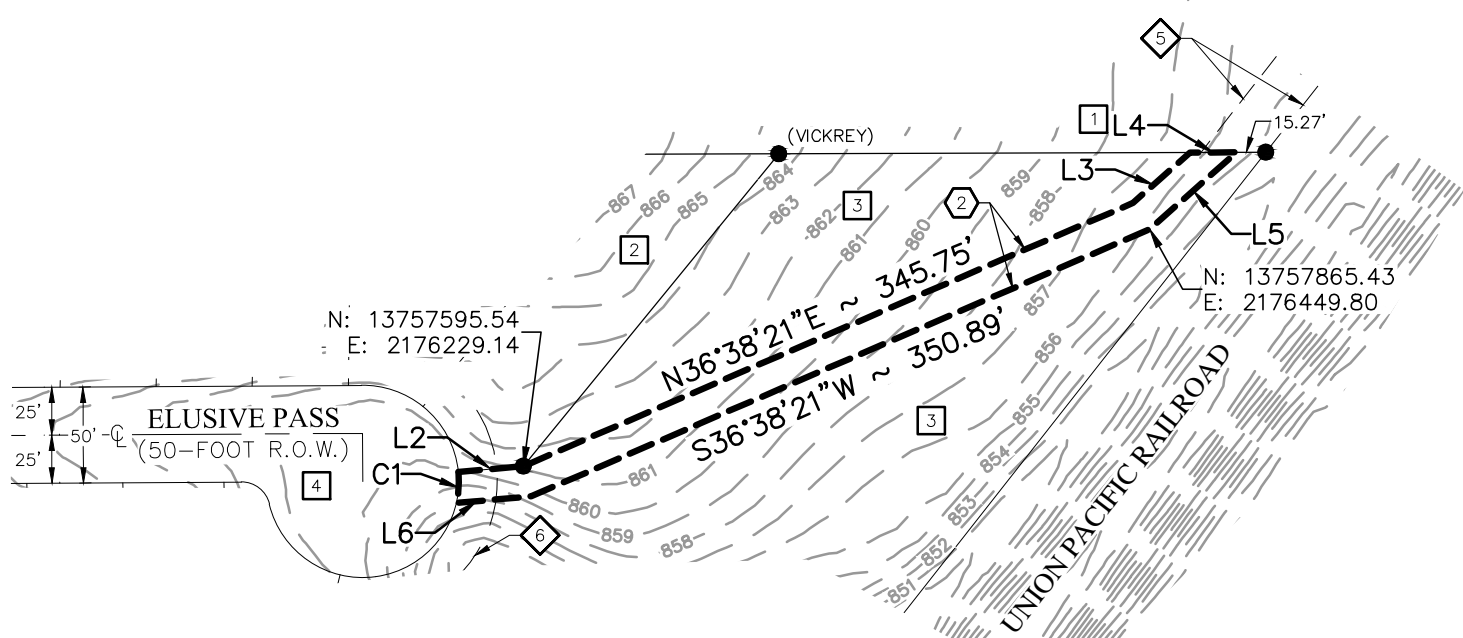 5
(VICKREY)
1
L4
15.27'
L3
864
859
867
866
865
863
862
861
860
858
3
2
2
L5
N: 13757865.43
E: 2176449.80
857
856
855
854
853
852
851
N: 13757595.54
E: 2176229.14
N36°38'21"E ~ 345.75'
S36°38'21"W ~ 350.89'
3
UNION PACIFIC RAILROAD
25'
50'
25'
ELUSIVE PASS
(50-FOOT R.O.W.)
4
L2
C1
L6
861
860
859
858
6